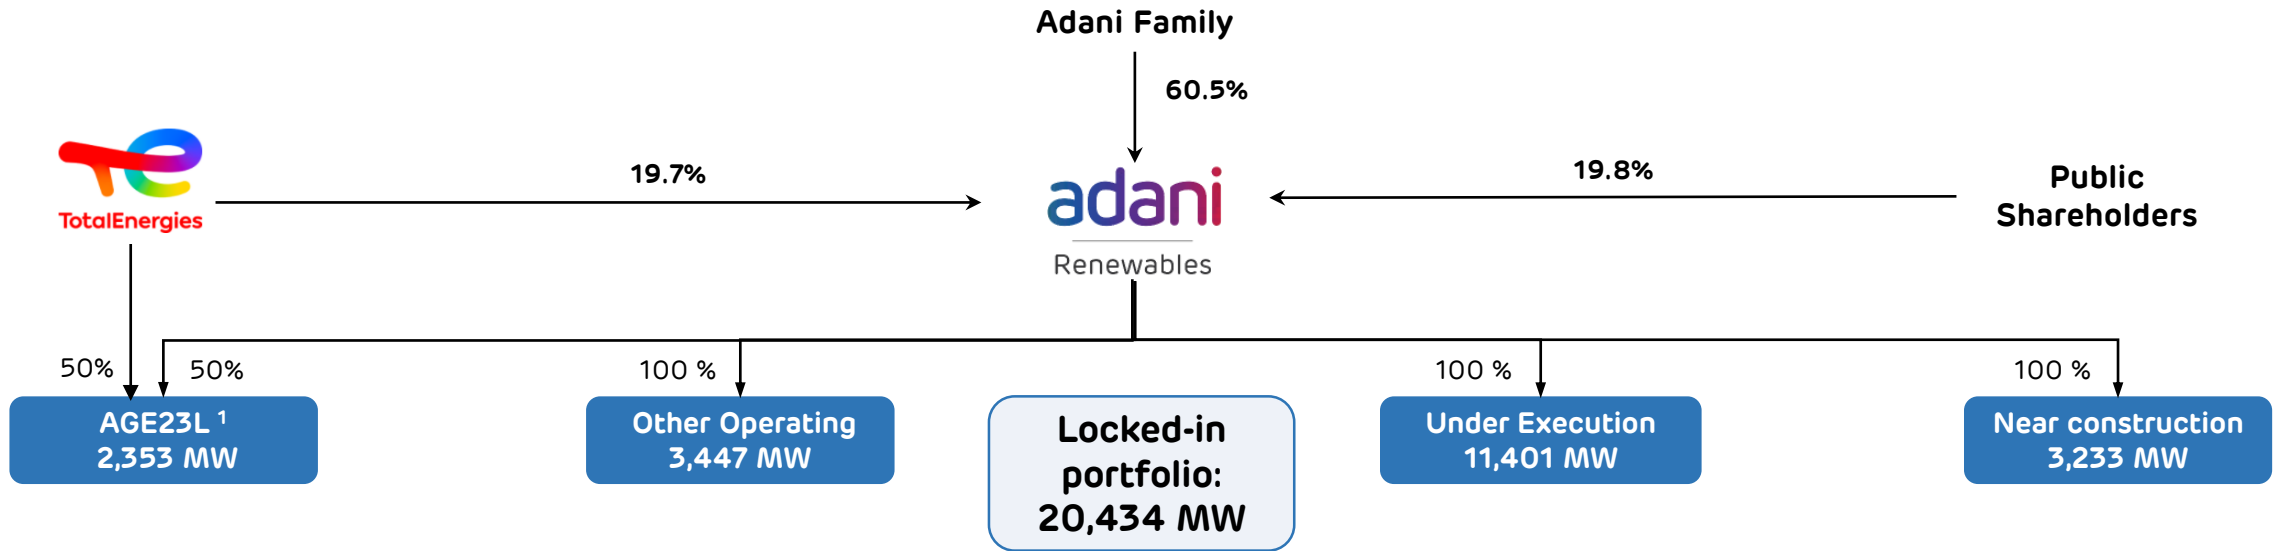 Adani Family
60.5%
TotalEnergies
19.7%
adani
Renewables
19.8%
Public
Shareholders
50%
50%
100 %
100 %
100 %
AGE23L ¹
2,353 MW
Other Operating
3,447 MW
Locked-in
portfolio:
20,434 MW
Under Execution
11,401 MW
Near construction
3,233 MW